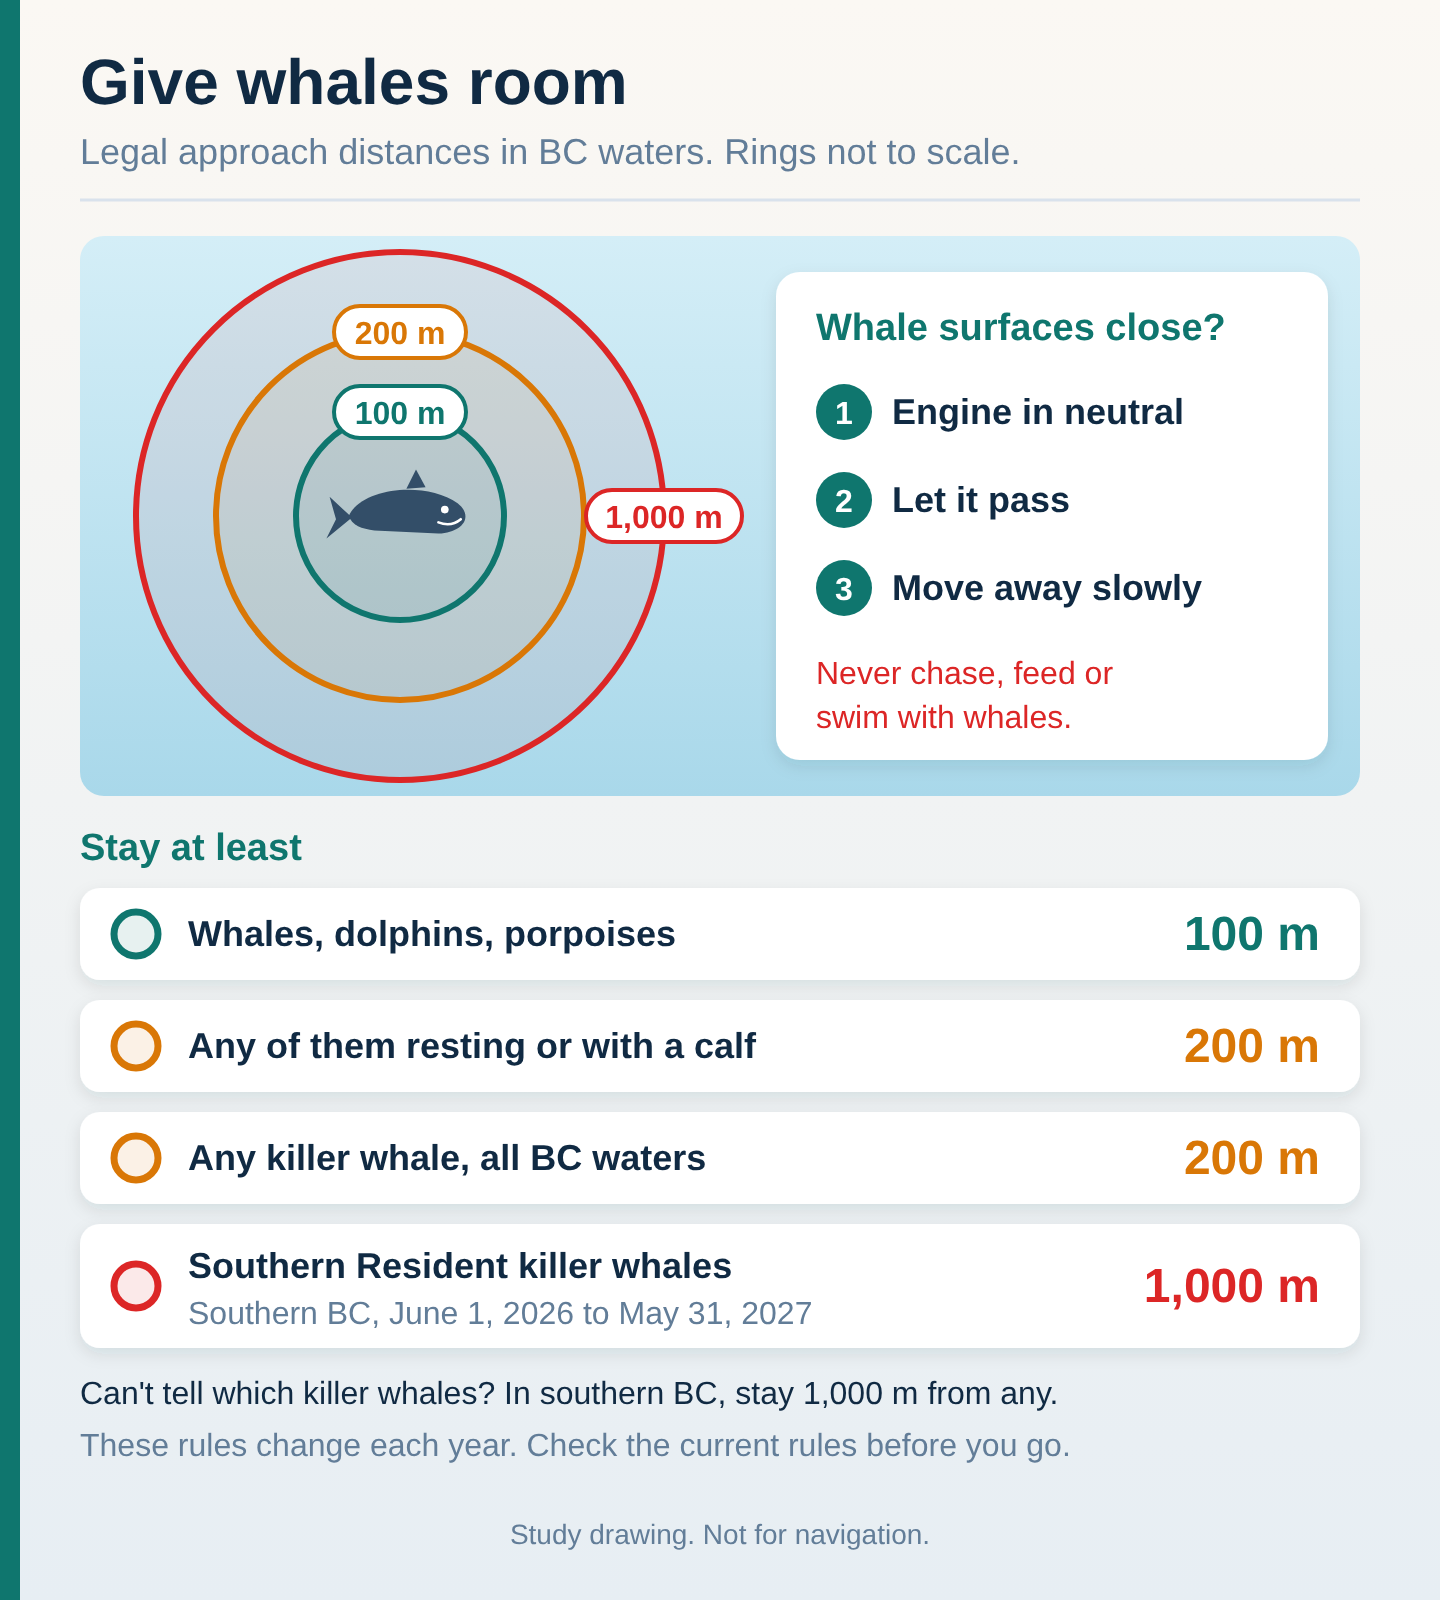 Give whales room
Legal approach distances in BC waters. Rings not to scale.
200 m
100 m
1,000 m
Whale surfaces close?
1 Engine in neutral
2 Let it pass
3 Move away slowly
Never chase, feed or
swim with whales.
Stay at least
Whales, dolphins, porpoises 100 m
Any of them resting or with a calf 200 m
Any killer whale, all BC waters 200 m
Southern Resident killer whales
Southern BC, June 1, 2026 to May 31, 2027
1,000 m
Can't tell which killer whales? In southern BC, stay 1,000 m from any.
These rules change each year. Check the current rules before you go.
Study drawing. Not for navigation.